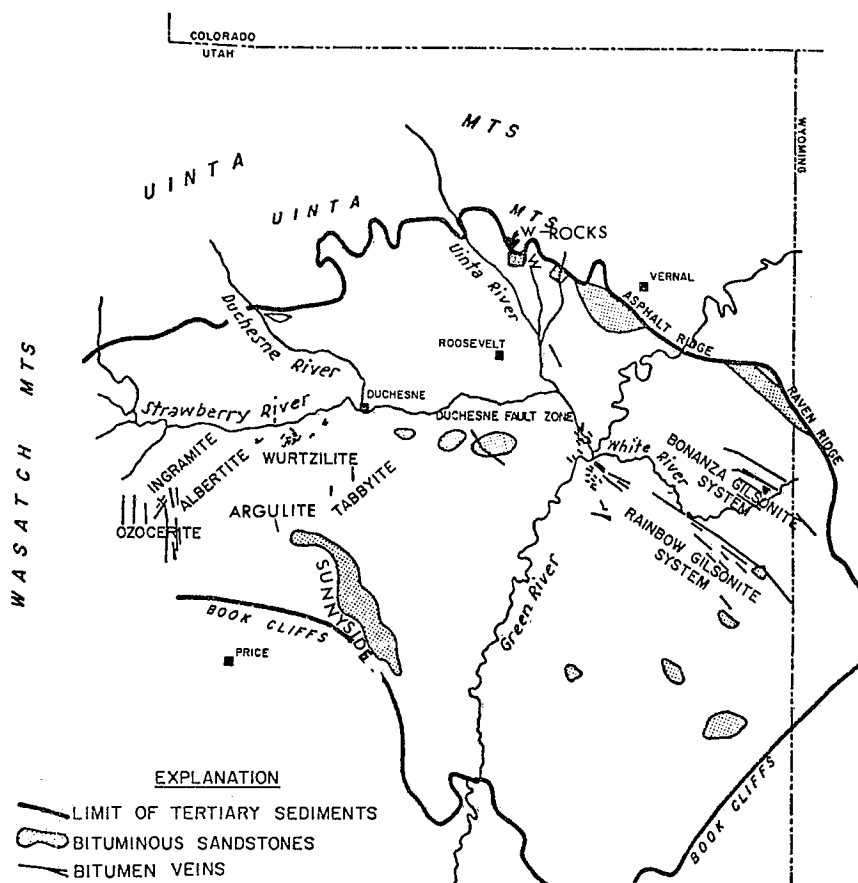 COLORADO
UTAH
WYOMING
MTS
UINTA
UINTA
MTS
W-ROCKS
W
Uinta River
VERNAL
ASPHALT RIDGE
Duchesne River
ROOSEVELT
RAVEN RIDGE
WASATCH MTS
DUCHESNE
Strawberry River
DUCHESNE FAULT ZONE
White River
BONANZA GILSONITE
SYSTEM
INGRAMITE
ALBERTITE
WURTZILITE
TABBYITE
OZOCERITE
ARGULITE
RAINBOW GILSONITE
SYSTEM
SUNNYSIDE
Green River
BOOK CLIFFS
PRICE
BOOK CLIFFS
EXPLANATION
LIMIT OF TERTIARY SEDIMENTS
BITUMINOUS SANDSTONES
BITUMEN VEINS